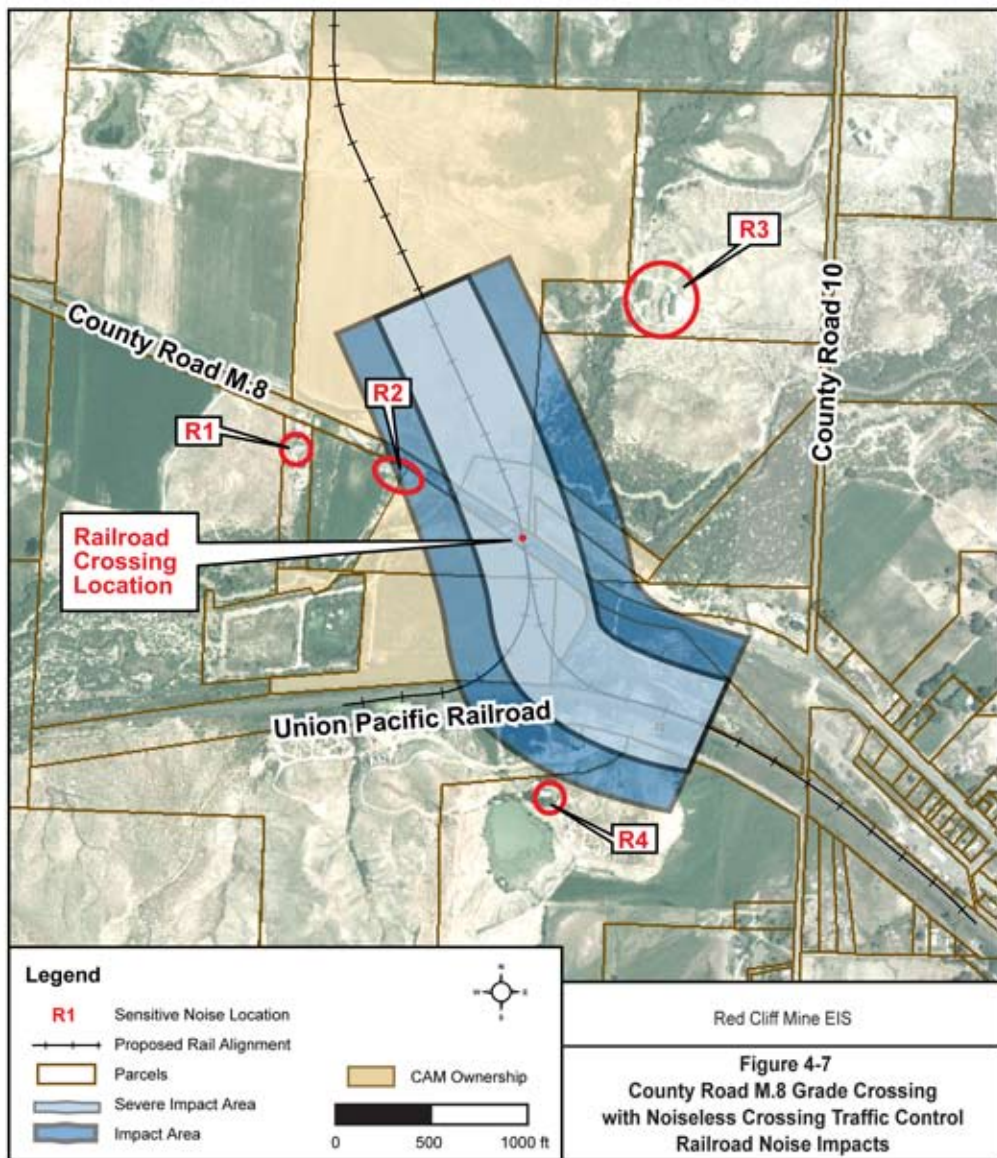 R3
County Road 10
County Road M.8
R2
R1
Railroad
Crossing
Location
Union Pacific Railroad
R4
Legend
R1 Sensitive Noise Location
Proposed Rail Alignment
Parcels
Severe Impact Area
Impact Area
N
W E
S
CAM Ownership
0 500 1000 ft
Red Cliff Mine EIS
Figure 4-7
County Road M.8 Grade Crossing
with Noiseless Crossing Traffic Control
Railroad Noise Impacts